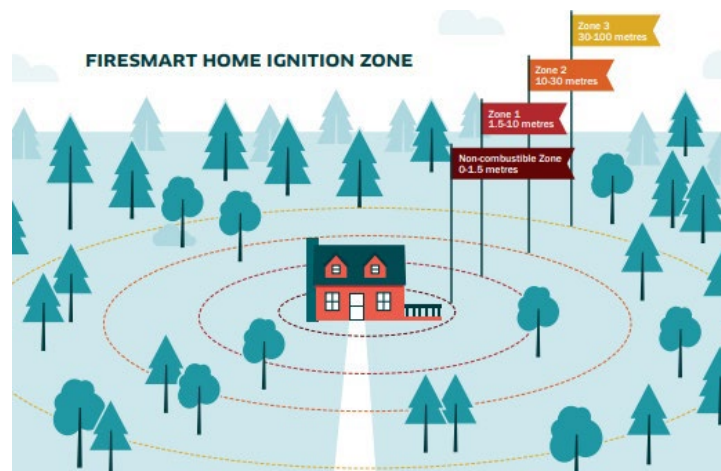 FIRESMART HOME IGNITION ZONE
Zone 3
30-100 metres
Zone 2
10-30 metres
Zone 1
1.5-10 metres
Non-combustible Zone
0-1.5 metres